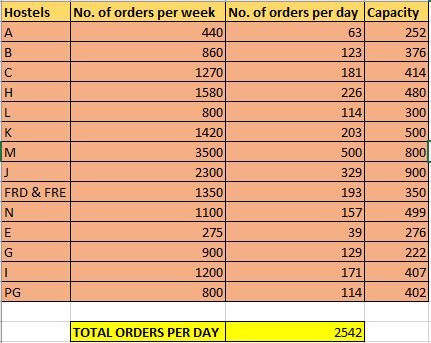 Hostels No. of orders per week No. of orders per day Capacity
A 440 63 252
B 860 123 376
C 1270 181 414
H 1580 226 480
L 800 114 300
K 1420 203 500
M 3500 500 800
J 2300 329 900
FRD & FRE 1350 193 350
N 1100 157 499
E 275 39 276
G 900 129 222
I 1200 171 407
PG 800 114 402
TOTAL ORDERS PER DAY 2542